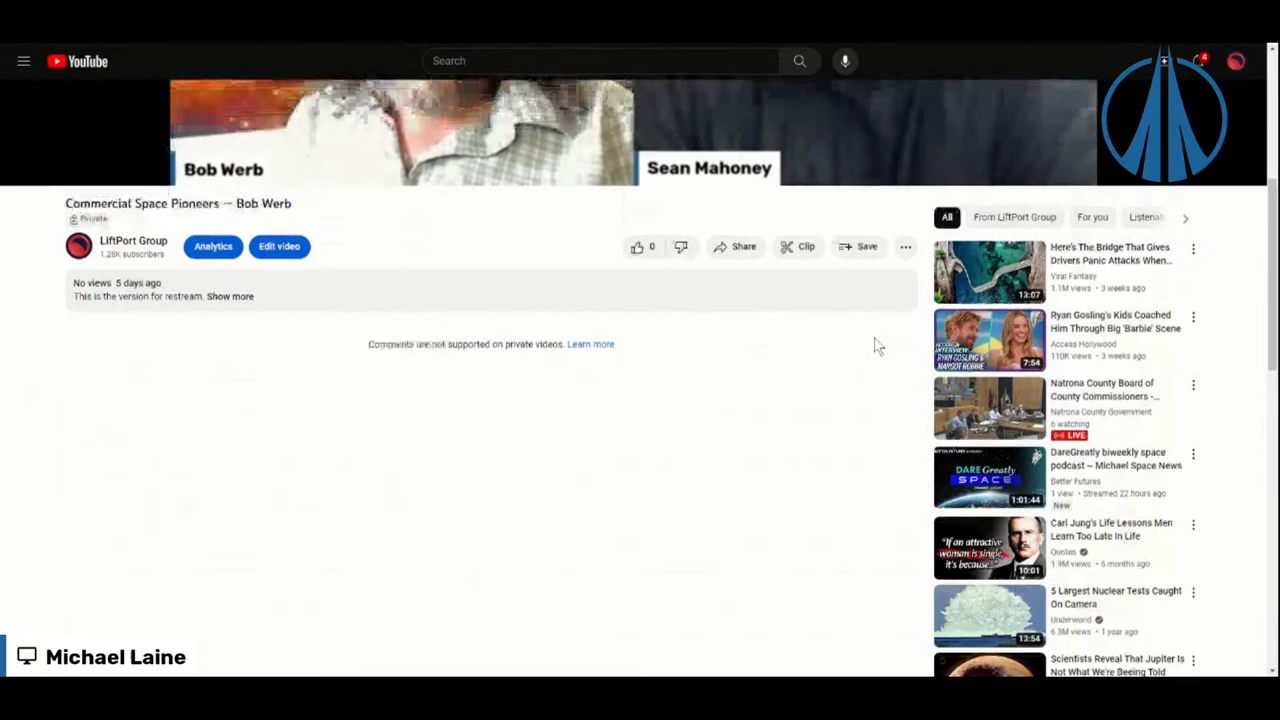 YouTube
Search
4
Bob Werb
Sean Mahoney
Commercial Space Pioneers – Bob Werb
Private
LiftPort Group
1.28K subscribers
Analytics
Edit video
0
Share
Clip
Save
No views 5 days ago
This is the version for restream. Show more
Comments are not supported on private videos. Learn more
All
From LiftPort Group
For you
Listenab
Here's The Bridge That Gives
Drivers Panic Attacks When...
Viral Fantasy
1.1M views • 3 weeks ago
13:07
Ryan Gosling's Kids Coached
Him Through Big 'Barbie' Scene
Access Hollywood
110K views • 3 weeks ago
INTERVIEW
RYAN GOSLING
& MARGOT ROBBIE
7:54
Natrona County Board of
County Commissioners -...
Natrona County Government
6 watching
LIVE
DareGreatly biweekly space
podcast -- Michael Space News
Better Futures
1 view • Streamed 22 hours ago
New
DARE Greatly
SPACE
1:01:44
Carl Jung's Life Lessons Men
Learn Too Late In Life
Quotes
1.9M views • 6 months ago
"If an attractive
woman is single,
it's because..."
10:01
5 Largest Nuclear Tests Caught
On Camera
Underworld
6.3M views • 1 year ago
13:54
Scientists Reveal That Jupiter Is
Not What We're Beeing Told
Michael Laine